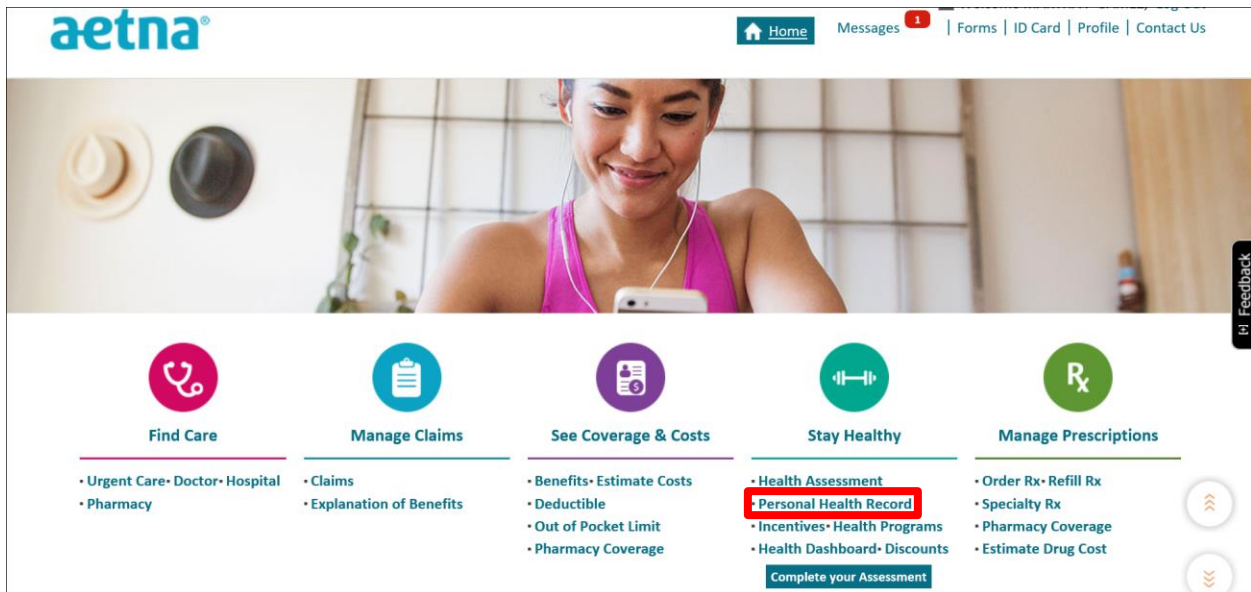 aetna®
Home Messages 1 | Forms | ID Card | Profile | Contact Us
[+] Feedback
Rx
Find Care
• Urgent Care • Doctor • Hospital
• Pharmacy
Manage Claims
• Claims
• Explanation of Benefits
See Coverage & Costs
• Benefits • Estimate Costs
• Deductible
• Out of Pocket Limit
• Pharmacy Coverage
Stay Healthy
• Health Assessment
• Personal Health Record
• Incentives • Health Programs
• Health Dashboard • Discounts
Complete your Assessment
Manage Prescriptions
• Order Rx • Refill Rx
• Specialty Rx
• Pharmacy Coverage
• Estimate Drug Cost